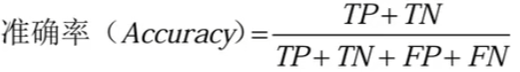 准确率（Accuracy）= TP+TN / TP+TN+FP+FN